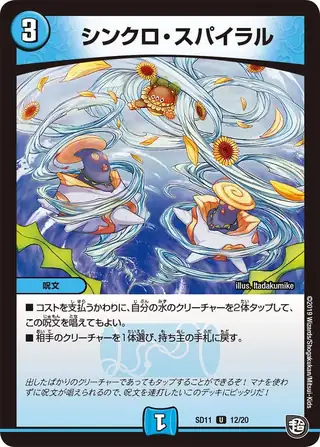 3
シンクロ・スパイラル
illus. Itadakumike
呪文
■コストを支払うかわりに、自分の水のクリーチャーを2体タップして、
この呪文を唱えてもよい。
■相手のクリーチャーを1体選び、持ち主の手札に戻す。
出したばかりのクリーチャーであってもタップすることができるぞ!マナを使わ
ずに呪文が唱えられるので、呪文を連打したいこのデッキにピッタリだ!
©2019 Wizards/Shogakukan/Mitsui-Kids
1
SD11 U 12/20